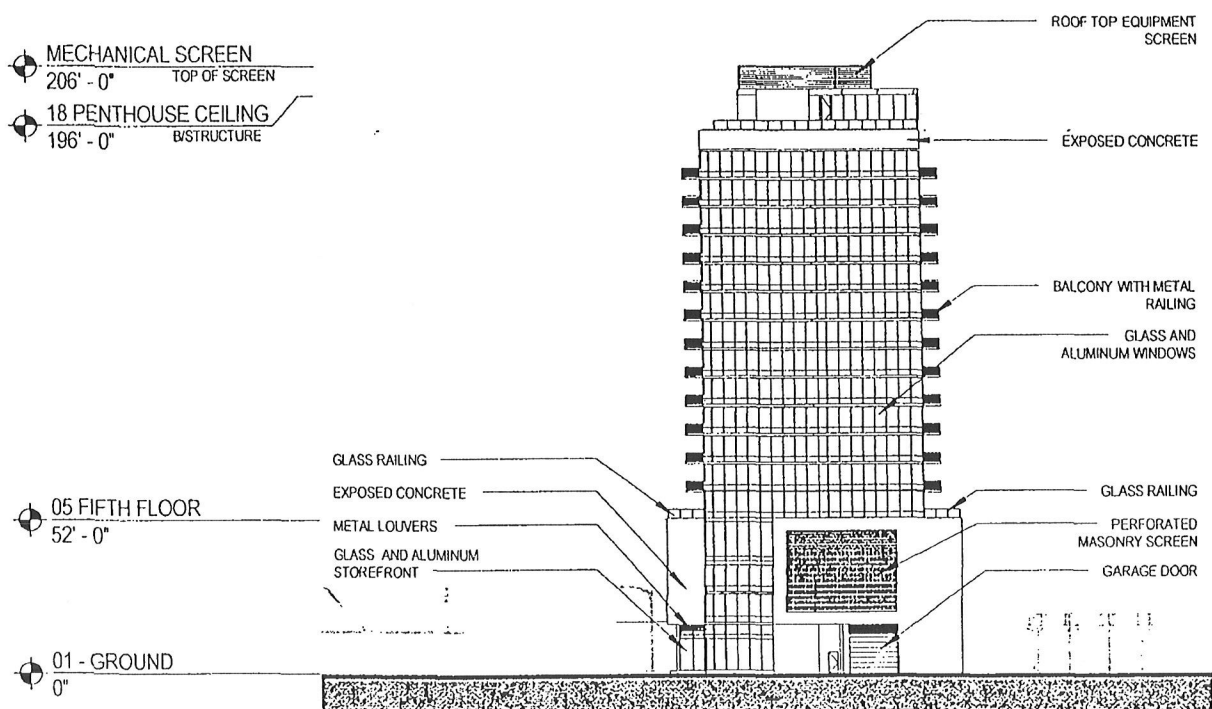 MECHANICAL SCREEN
206' - 0" TOP OF SCREEN
18 PENTHOUSE CEILING
196' - 0" B/STRUCTURE
05 FIFTH FLOOR
52' - 0"
01 - GROUND
0"
GLASS RAILING
EXPOSED CONCRETE
METAL LOUVERS
GLASS AND ALUMINUM
STOREFRONT
ROOF TOP EQUIPMENT
SCREEN
EXPOSED CONCRETE
BALCONY WITH METAL
RAILING
GLASS AND
ALUMINUM WINDOWS
GLASS RAILING
PERFORATED
MASONRY SCREEN
GARAGE DOOR